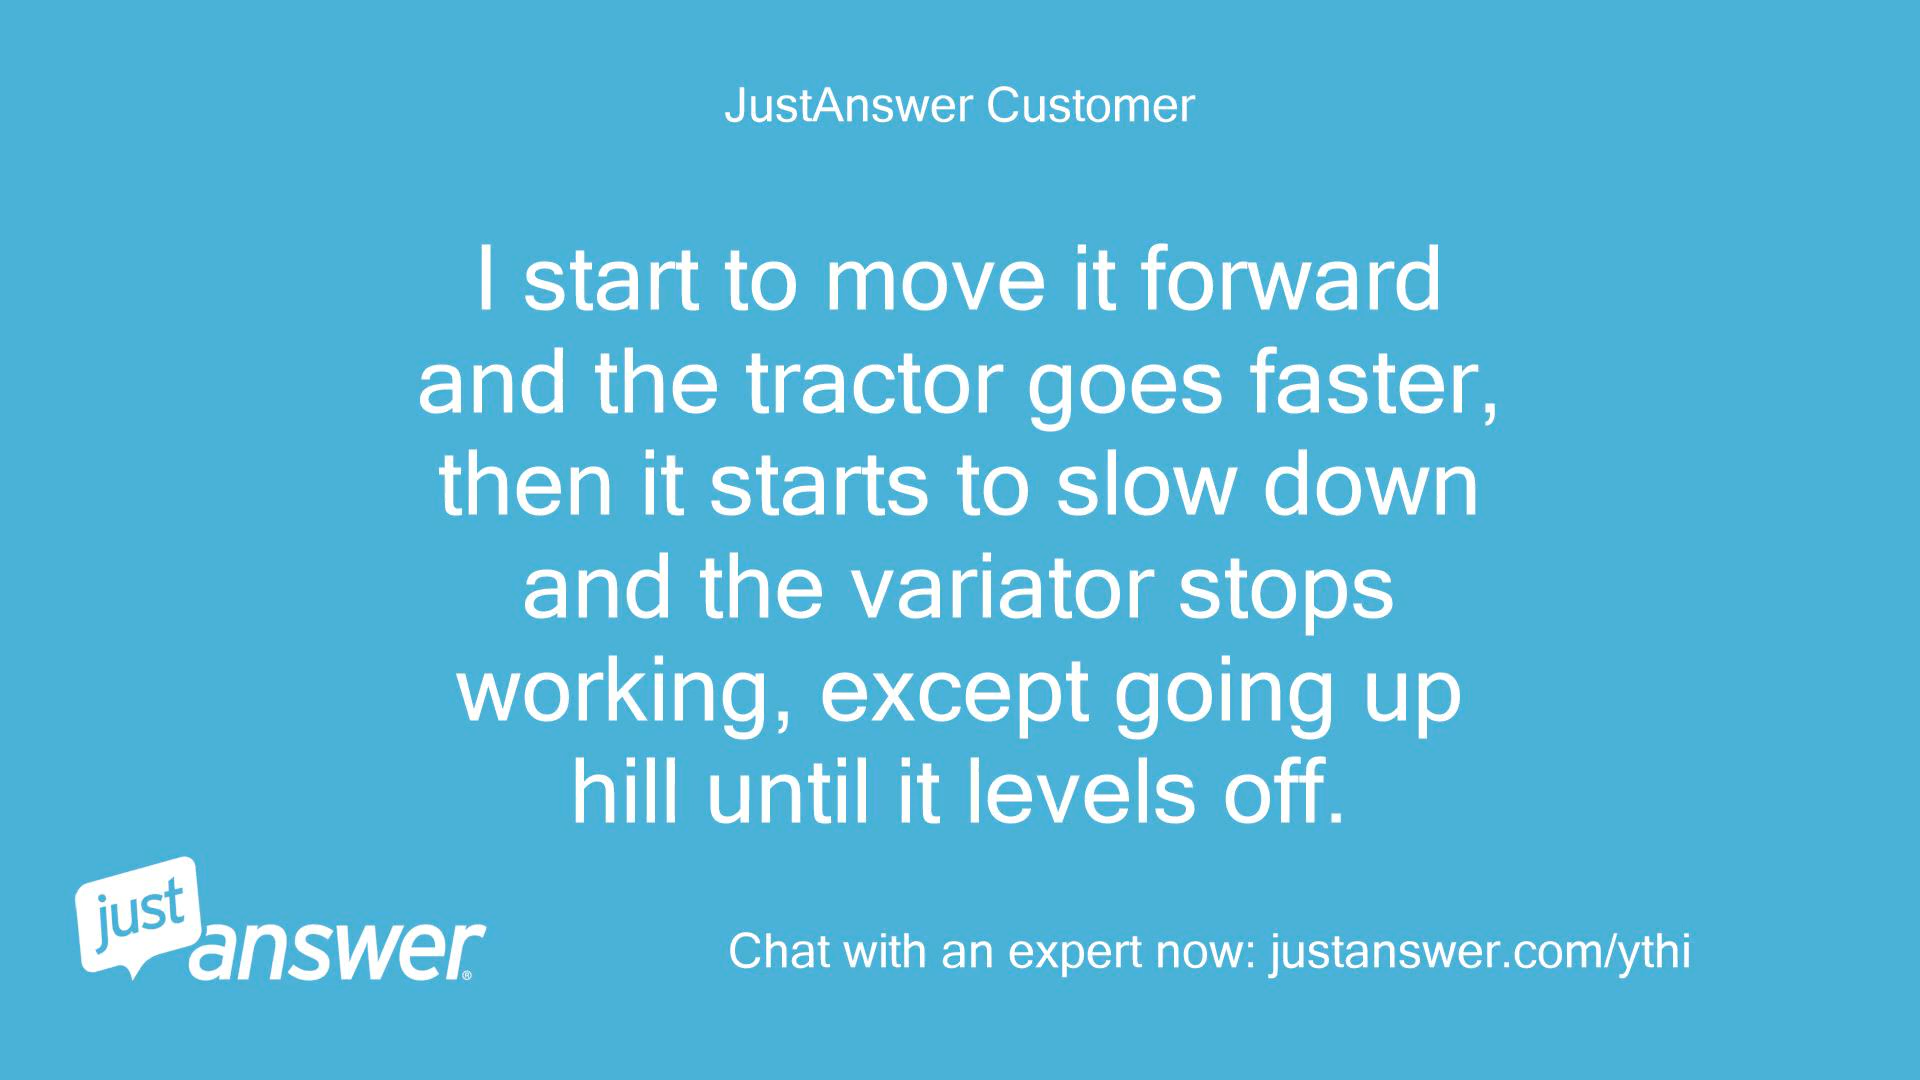 JustAnswer Customer
I start to move it forward
and the tractor goes faster,
then it starts to slow down
and the variator stops
working, except going up
hill until it levels off.
just
answer®
Chat with an expert now: justanswer.com/ythi